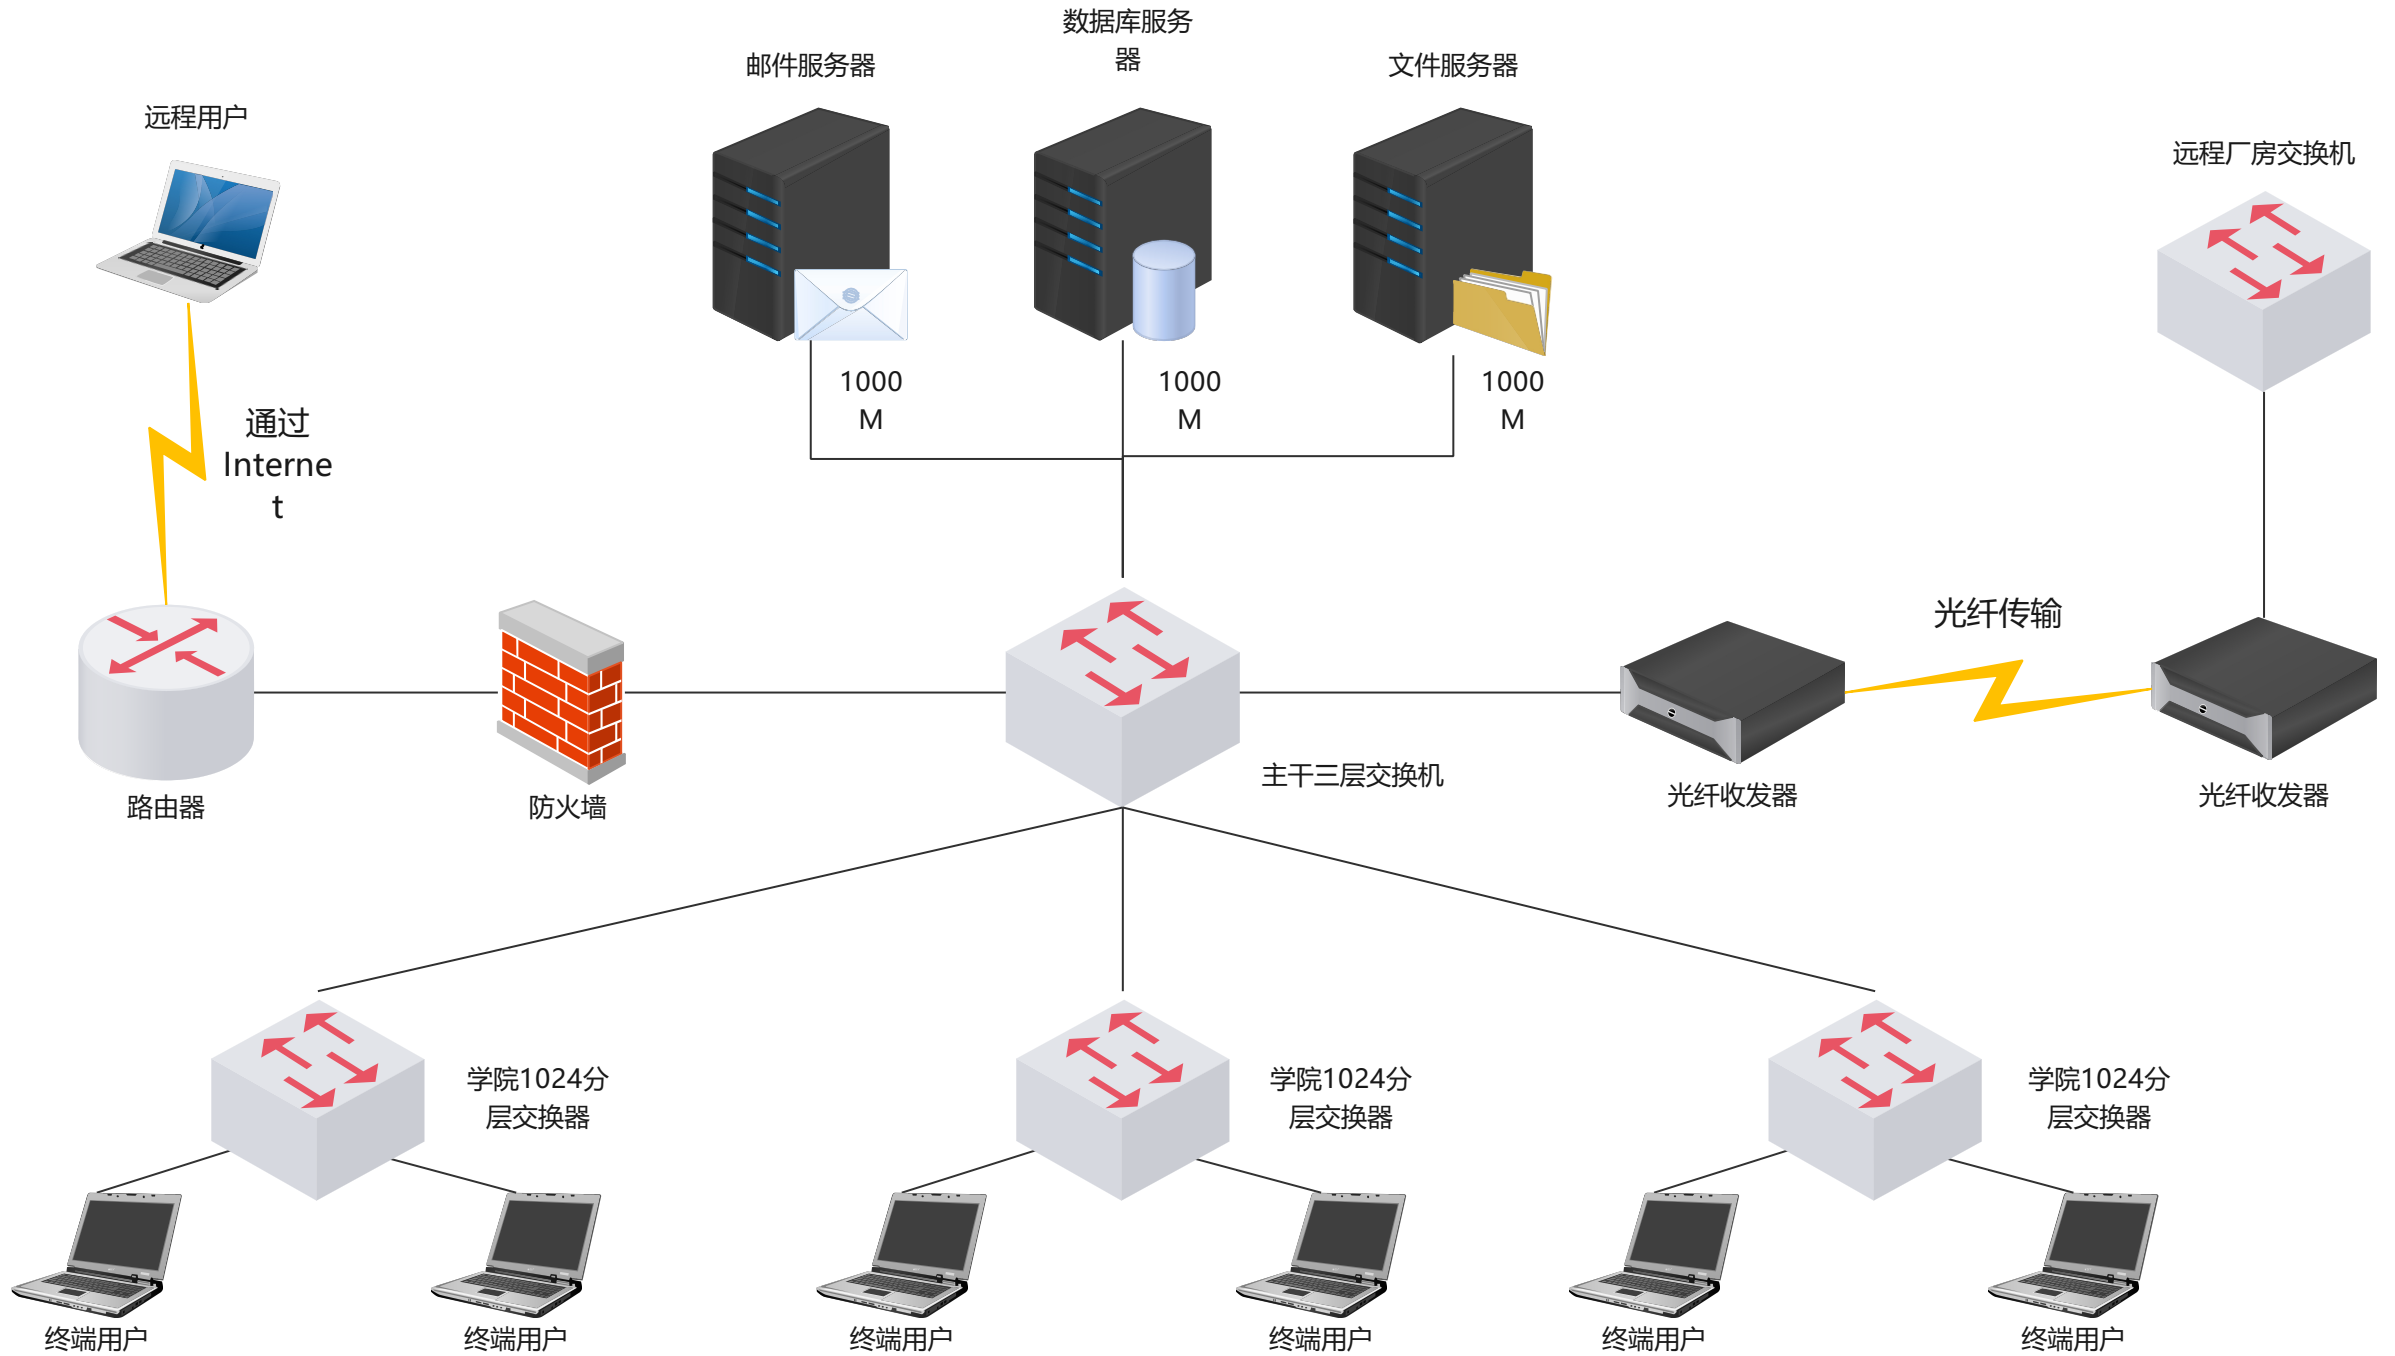 数据库服务
器
邮件服务器
文件服务器
远程用户
远程厂房交换机
1000
M
1000
M
1000
M
通过
Interne
t
光纤传输
主干三层交换机
光纤收发器
光纤收发器
路由器
防火墙
学院1024分
层交换器
学院1024分
层交换器
学院1024分
层交换器
终端用户
终端用户
终端用户
终端用户
终端用户
终端用户